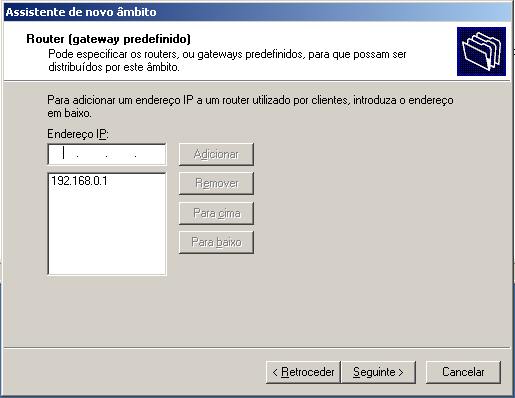 Assistente de novo âmbito
Router (gateway predefinido)
Pode especificar os routers, ou gateways predefinidos, para que possam ser
distribuídos por este âmbito.
Para adicionar um endereço IP a um router utilizado por clientes, introduza o endereço
em baixo.
Endereço IP:
. . .
Adicionar
192.168.0.1
Remover
Para cima
Para baixo
< Retroceder
Seguinte >
Cancelar